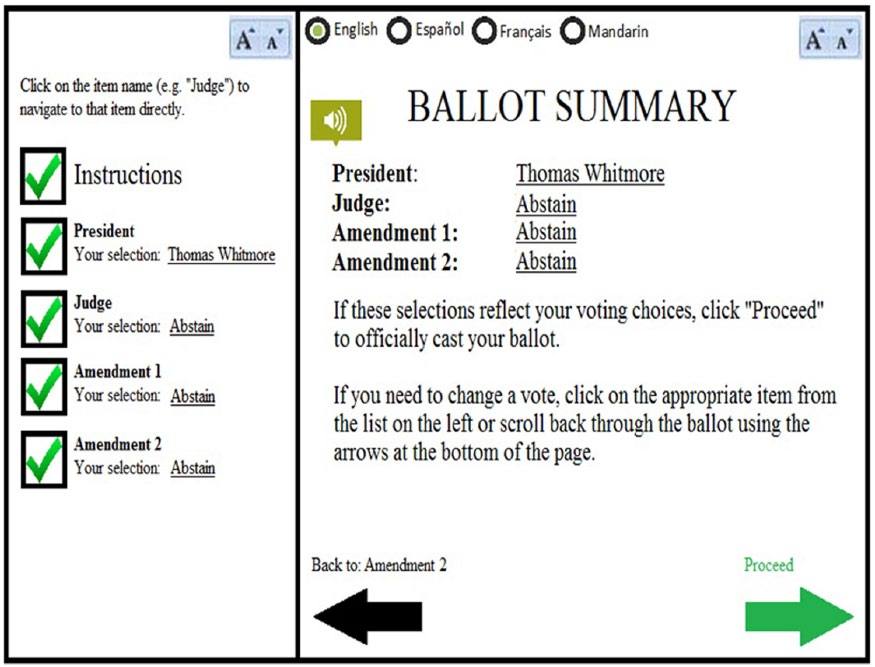 A A
Click on the item name (e.g. "Judge") to
navigate to that item directly.
Instructions
President
Your selection: Thomas Whitmore
Judge
Your selection: Abstain
Amendment 1
Your selection: Abstain
Amendment 2
Your selection: Abstain
English Español Français Mandarin
A A
BALLOT SUMMARY
President: Thomas Whitmore
Judge: Abstain
Amendment 1: Abstain
Amendment 2: Abstain
If these selections reflect your voting choices, click "Proceed"
to officially cast your ballot.
If you need to change a vote, click on the appropriate item from
the list on the left or scroll back through the ballot using the
arrows at the bottom of the page.
Back to: Amendment 2
Proceed